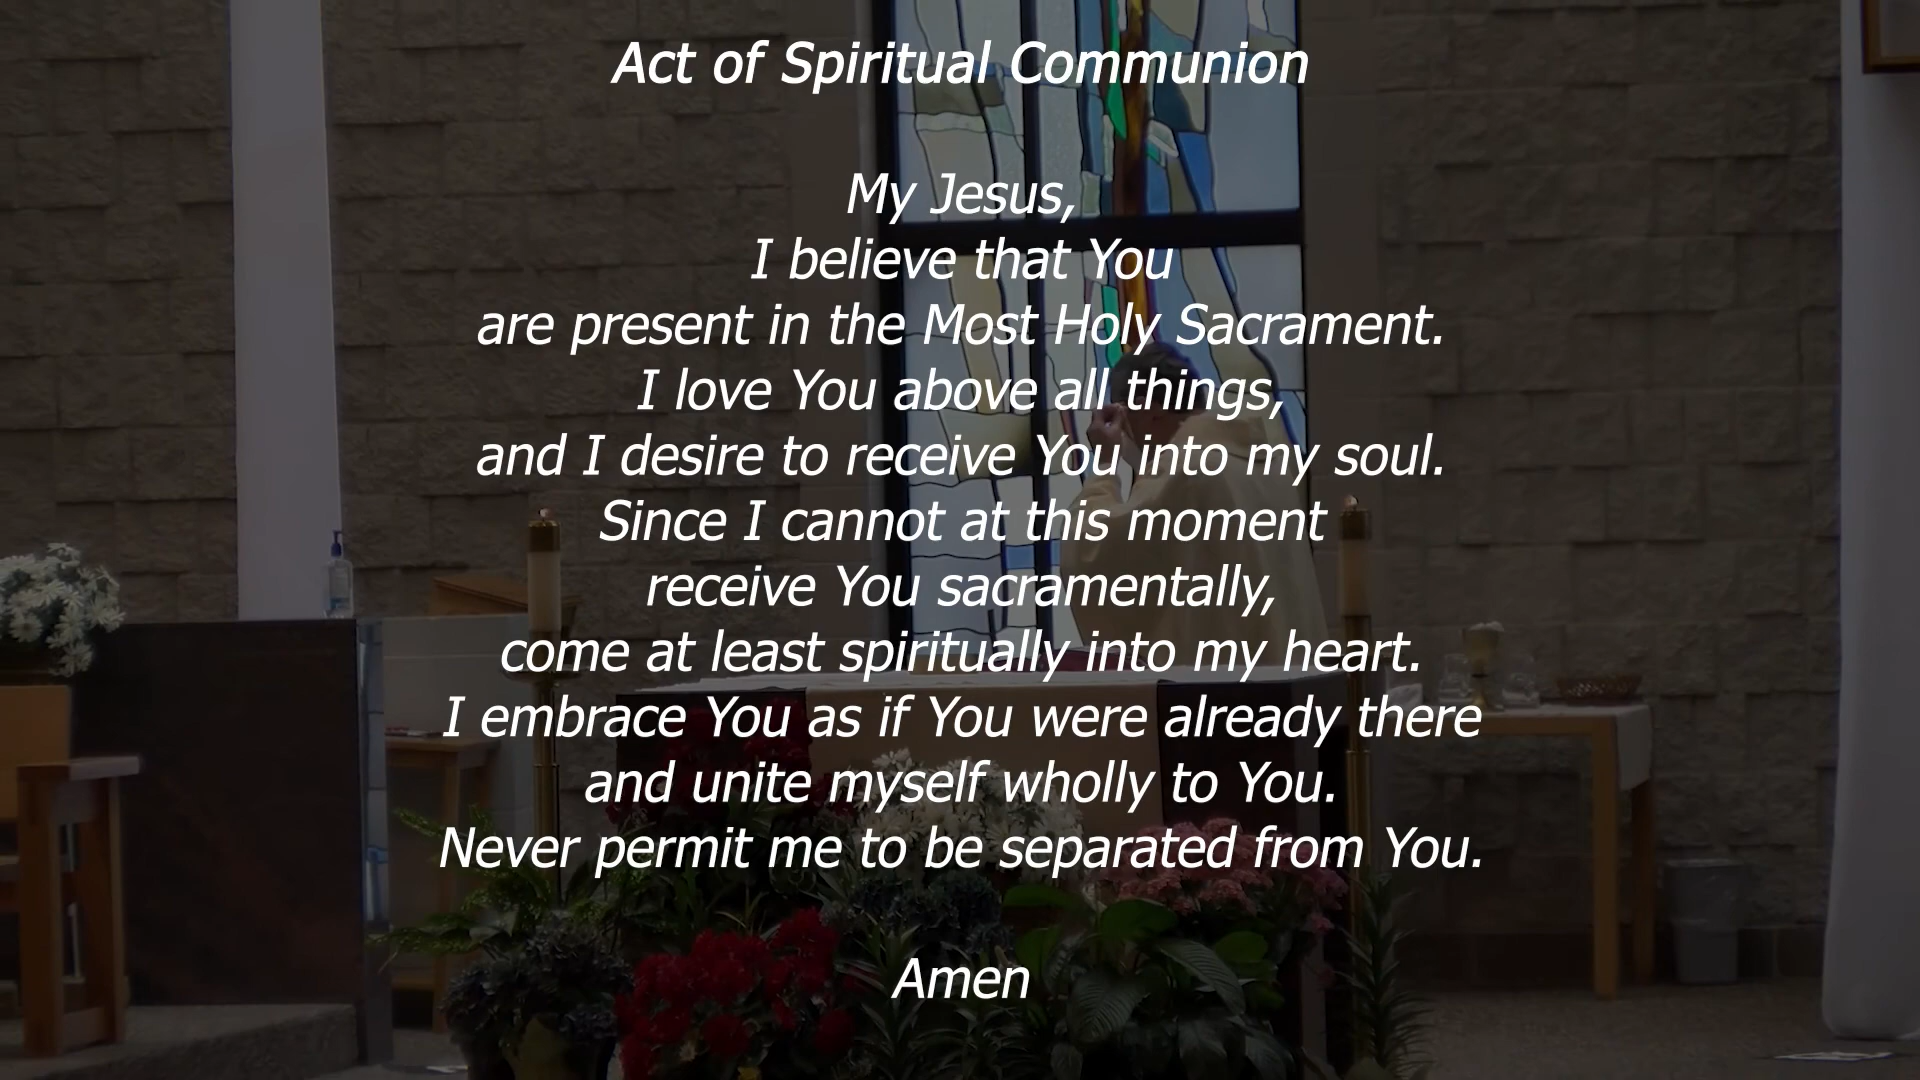 Act of Spiritual Communion
My Jesus,
I believe that You
are present in the Most Holy Sacrament.
I love You above all things,
and I desire to receive You into my soul.
Since I cannot at this moment
receive You sacramentally,
come at least spiritually into my heart.
I embrace You as if You were already there
and unite myself wholly to You.
Never permit me to be separated from You.
Amen